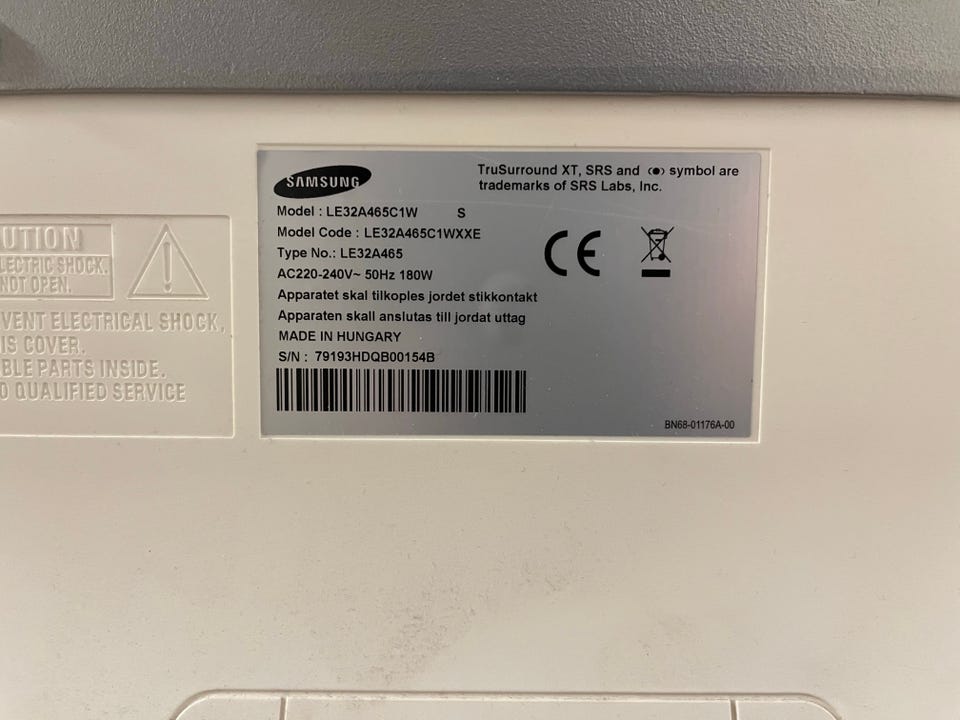 SAMSUNG
TruSurround XT, SRS and (●) symbol are
trademarks of SRS Labs, Inc.
Model : LE32A465C1W S
Model Code : LE32A465C1WXXE
Type No.: LE32A465
AC220-240V~ 50Hz 180W
Apparatet skal tilkoples jordet stikkontakt
Apparaten skall anslutas till jordat uttag
MADE IN HUNGARY
S/N : 79193HDQB00154B
BN68-01176A-00
CE
UTION
LECTRIC SHOCK.
NOT OPEN.
VENT ELECTRICAL SHOCK,
IS COVER.
BLE PARTS INSIDE.
O QUALIFIED SERVICE